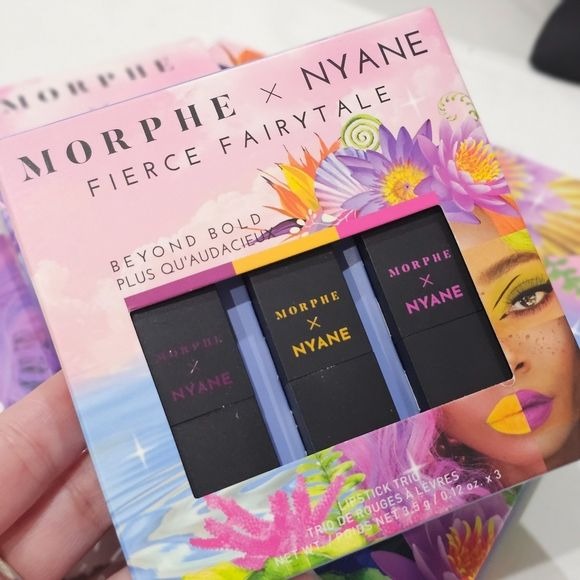 MORPHE
MORPHE × NYANE
FIERCE FAIRYTALE
BEYOND BOLD
PLUS QU'AUDACIEUX
MORPHE
×
NYANE
MORPHE
×
NYANE
MORPHE
×
NYANE
LIPSTICK TRIO
TRIO DE ROUGES À LÈVRES
NET WT. / POIDS NET 3.5 g / 0.12 oz. x 3